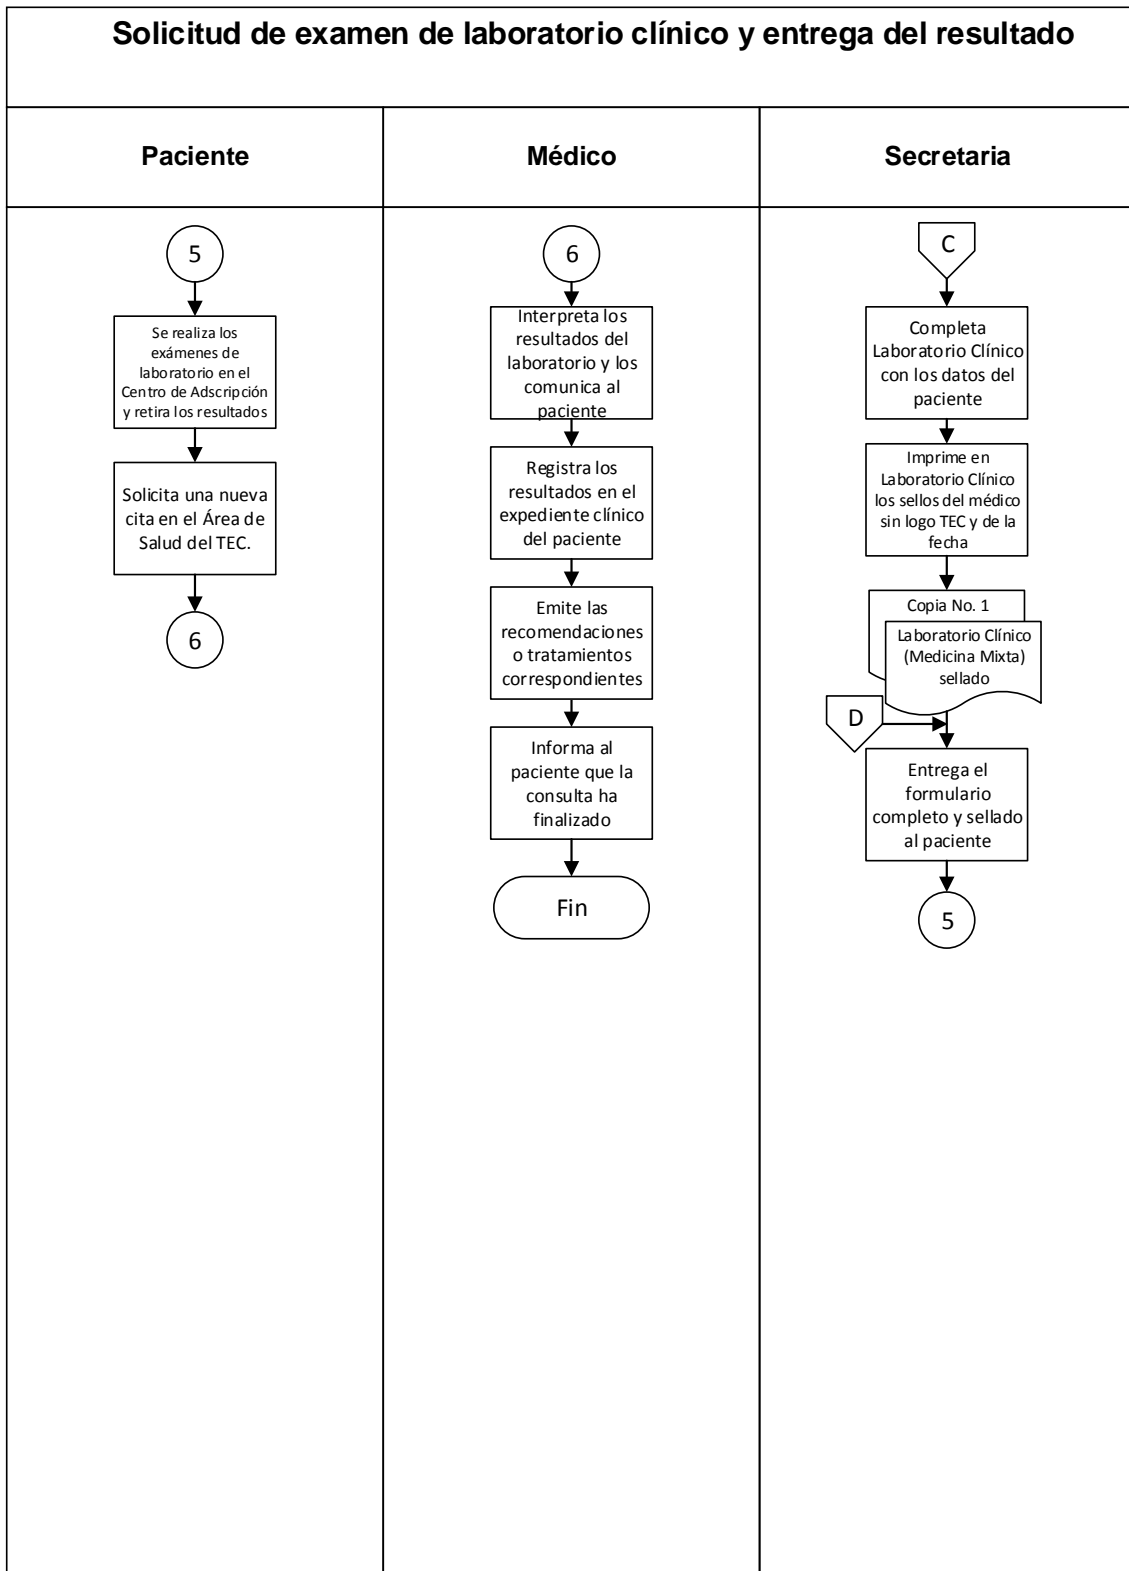 Solicitud de examen de laboratorio clínico y entrega del resultado
Paciente
Médico
Secretaria
5
Se realiza los
exámenes de
laboratorio en el
Centro de Adscripción
y retira los resultados
Solicita una nueva
cita en el Área de
Salud del TEC.
6
6
Interpreta los
resultados del
laboratorio y los
comunica al
paciente
Registra los
resultados en el
expediente clínico
del paciente
Emite las
recomendaciones
o tratamientos
correspondientes
Informa al
paciente que la
consulta ha
finalizado
Fin
C
Completa
Laboratorio Clínico
con los datos del
paciente
Imprime en
Laboratorio Clínico
los sellos del médico
sin logo TEC y de la
fecha
Copia No. 1
Laboratorio Clínico
(Medicina Mixta)
sellado
D
Entrega el
formulario
completo y sellado
al paciente
5